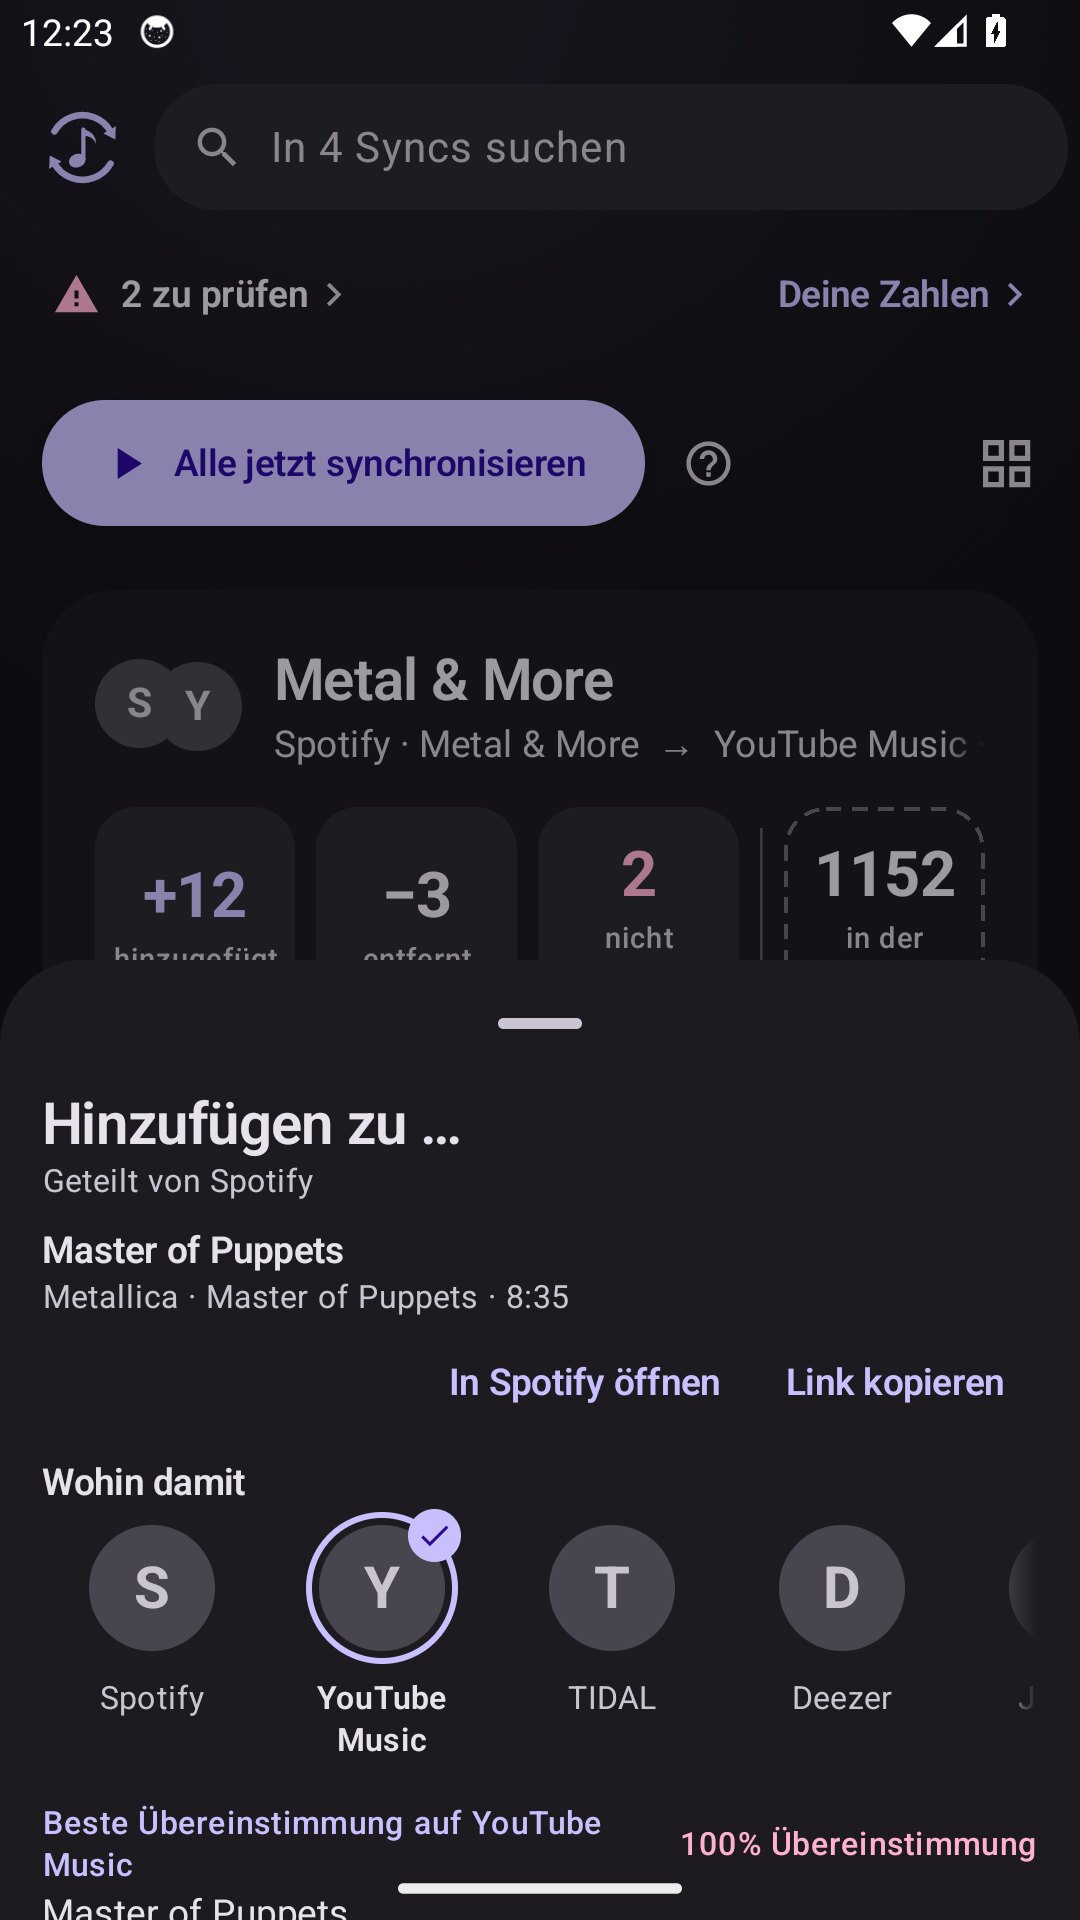 12:23
In 4 Syncs suchen
2 zu prüfen
Deine Zahlen
Alle jetzt synchronisieren
S Y
Metal & More
Spotify · Metal & More → YouTube Music
+12
–3
2
1152
hinzugefügt
entfernt
nicht
in der
Hinzufügen zu …
Geteilt von Spotify
Master of Puppets
Metallica · Master of Puppets · 8:35
In Spotify öffnen
Link kopieren
Wohin damit
S
Y
T
D
Spotify
YouTube
Music
TIDAL
Deezer
J
Beste Übereinstimmung auf YouTube
Music
100% Übereinstimmung
Master of Puppets